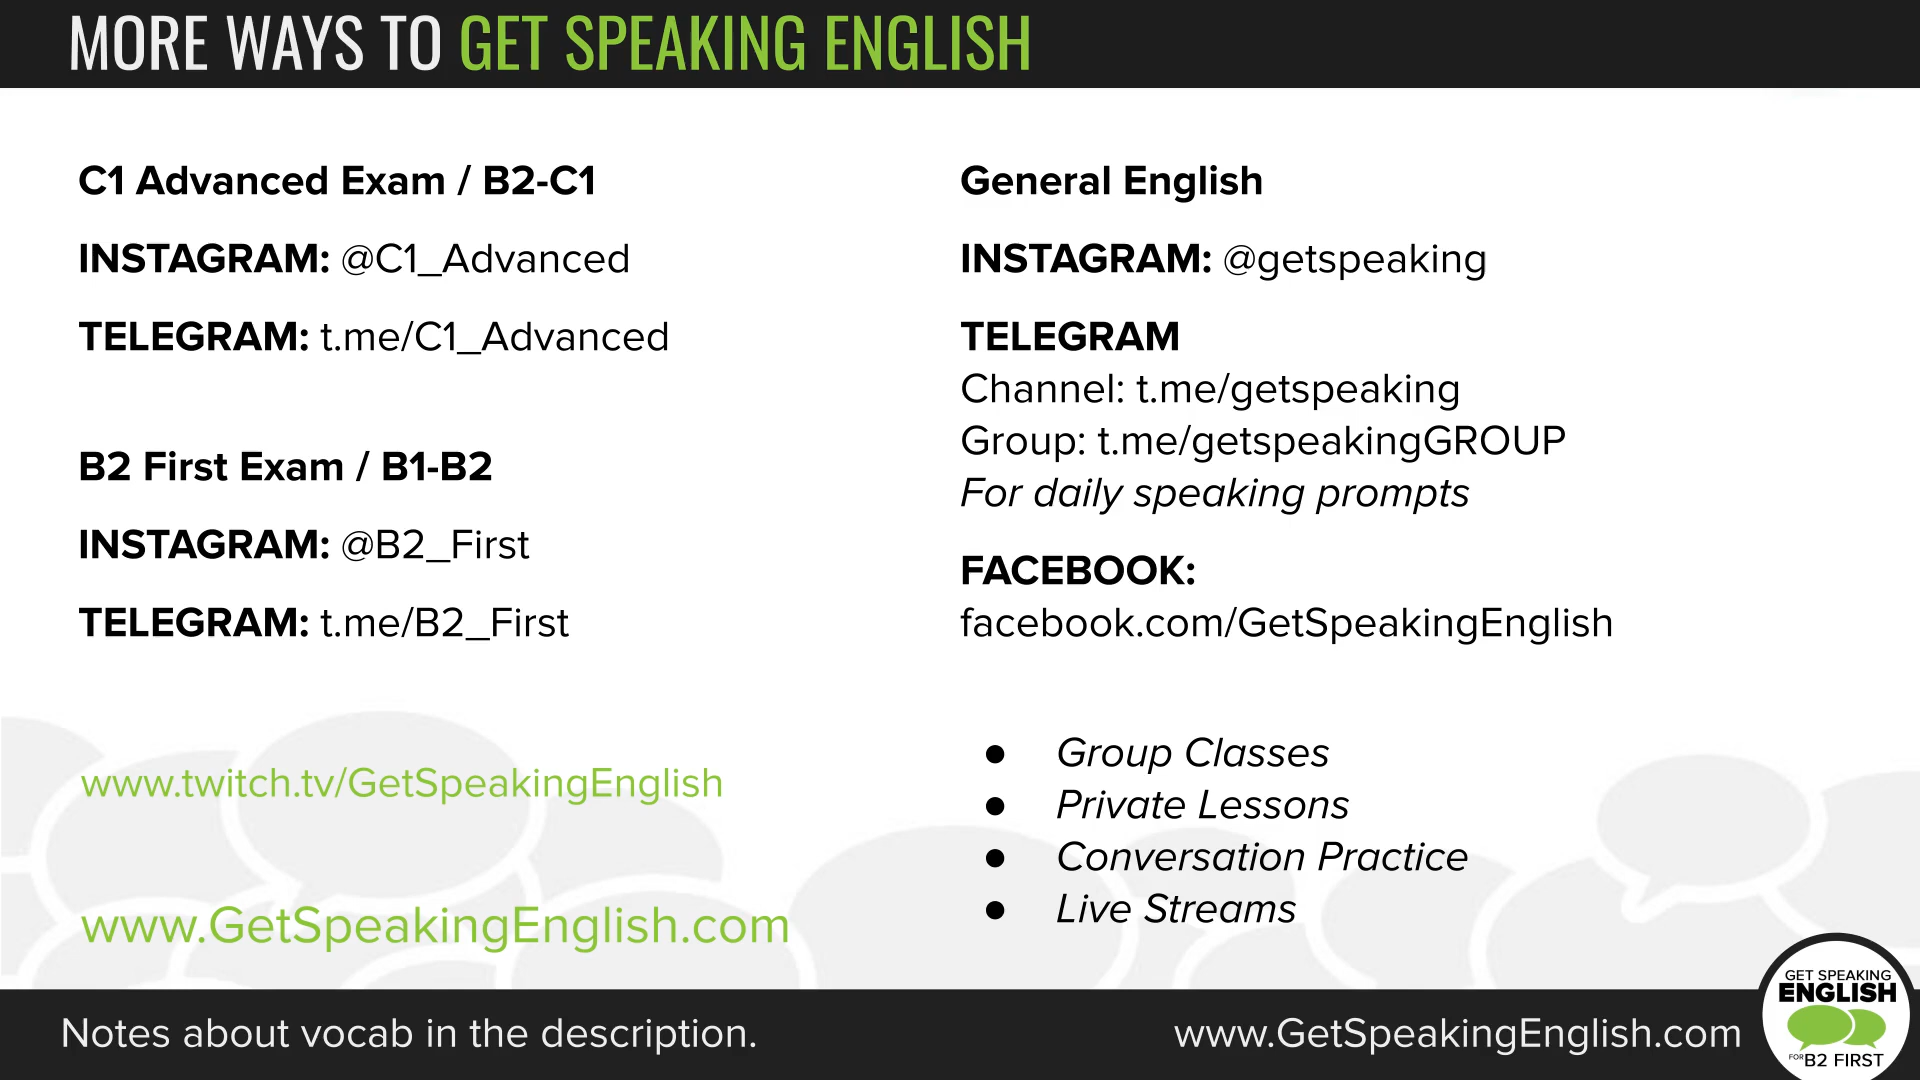 MORE WAYS TO GET SPEAKING ENGLISH
C1 Advanced Exam / B2-C1
INSTAGRAM: @C1_Advanced
TELEGRAM: t.me/C1_Advanced
B2 First Exam / B1-B2
INSTAGRAM: @B2_First
TELEGRAM: t.me/B2_First
www.twitch.tv/GetSpeakingEnglish
www.GetSpeakingEnglish.com
General English
INSTAGRAM: @getspeaking
TELEGRAM
Channel: t.me/getspeaking
Group: t.me/getspeakingGROUP
For daily speaking prompts
FACEBOOK:
facebook.com/GetSpeakingEnglish
● Group Classes
● Private Lessons
● Conversation Practice
● Live Streams
Notes about vocab in the description.
www.GetSpeakingEnglish.com
GET SPEAKING
ENGLISH
FOR B2 FIRST